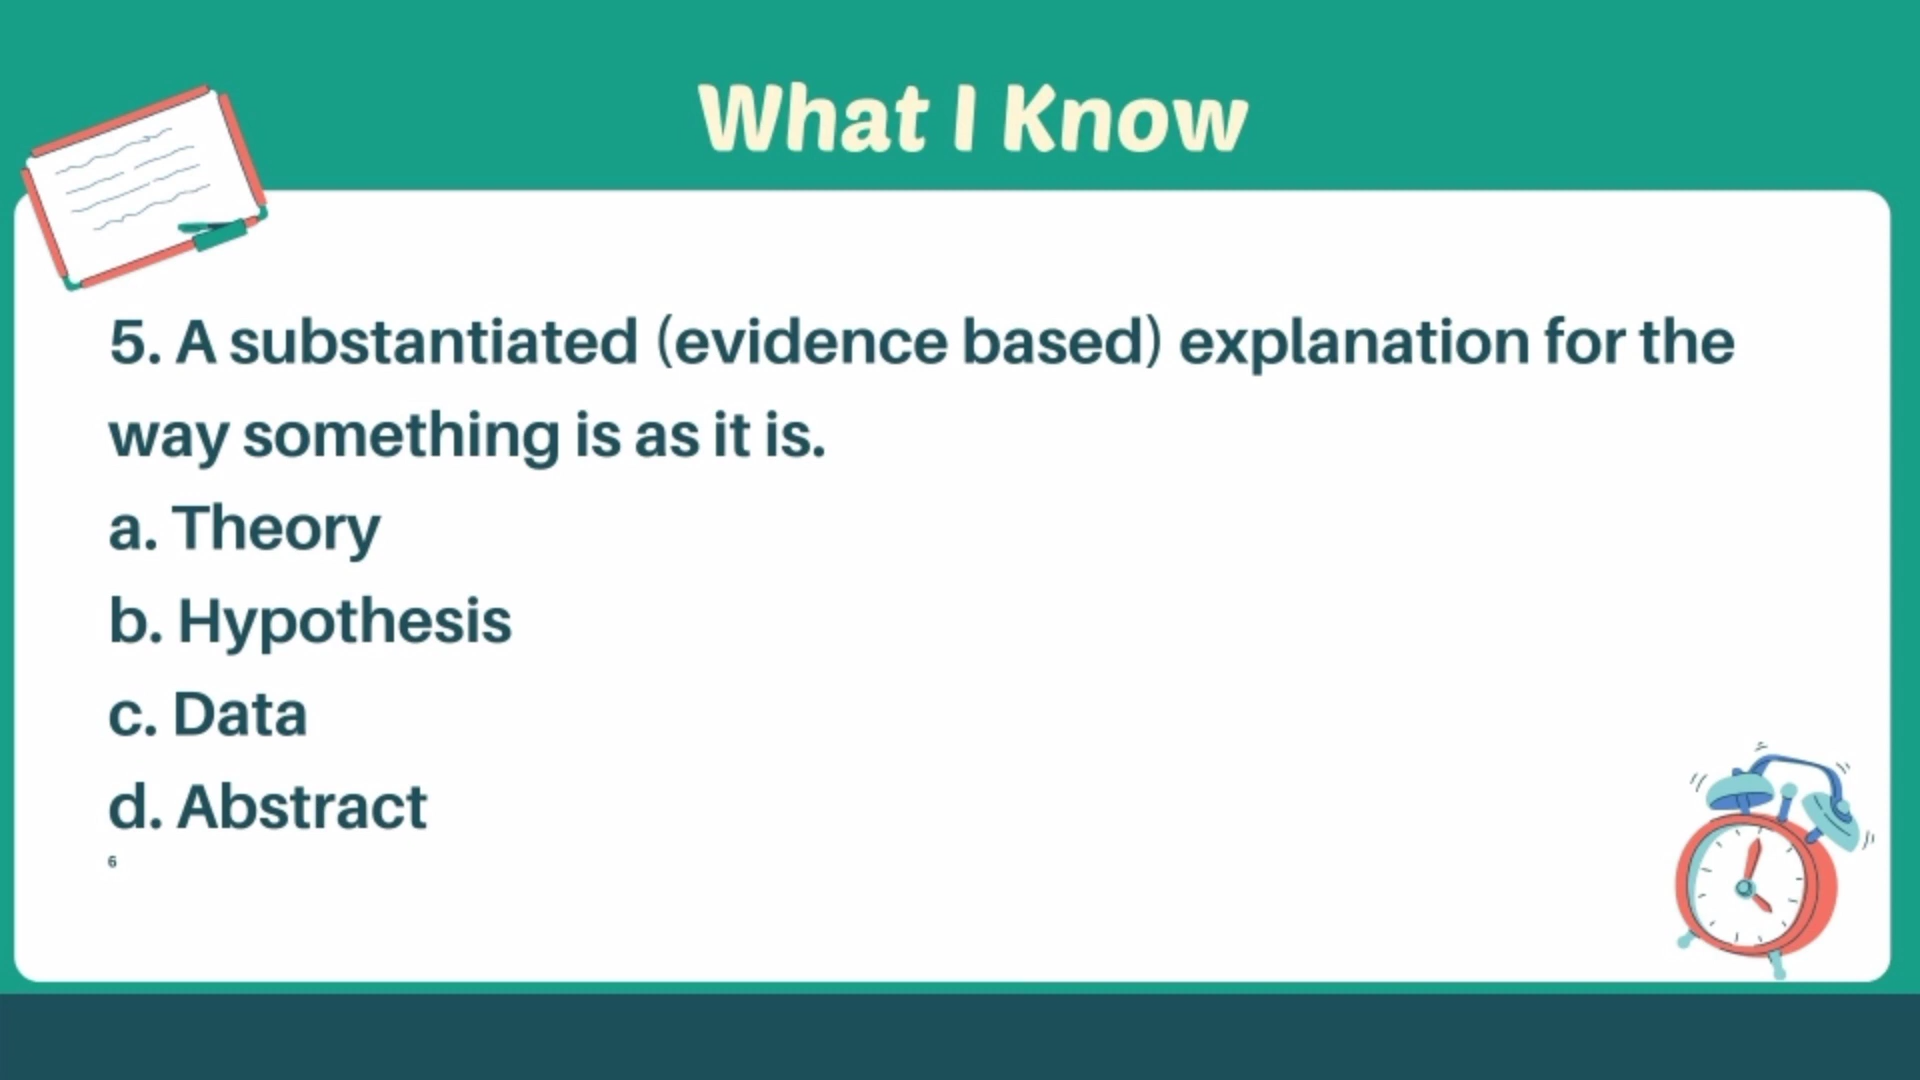 What I Know
5. A substantiated (evidence based) explanation for the
way something is as it is.
a. Theory
b. Hypothesis
c. Data
d. Abstract
6